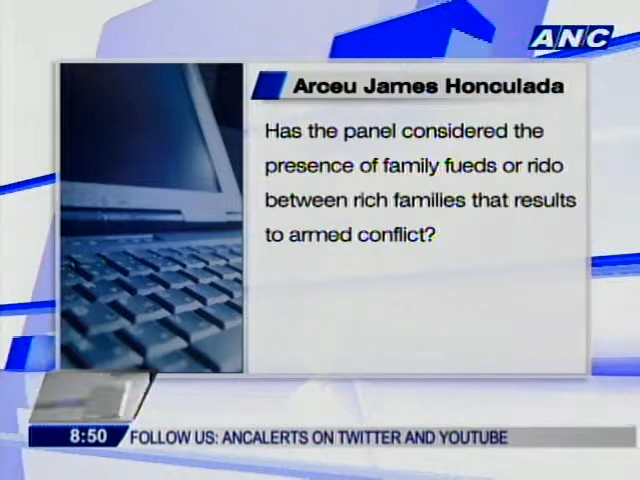 ANC
Arceu James Honculada
Has the panel considered the
presence of family fueds or rido
between rich families that results
to armed conflict?
8:50 FOLLOW US: ANCALERTS ON TWITTER AND YOUTUBE